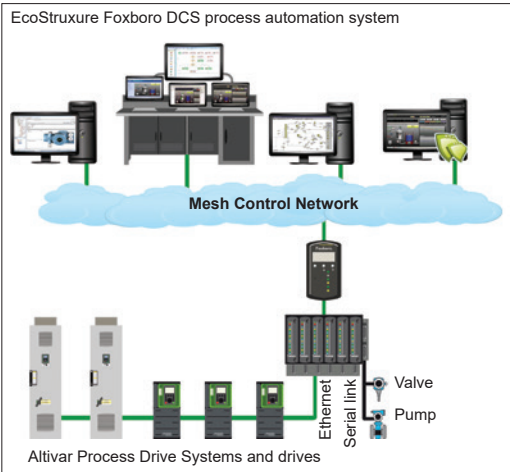 EcoStruxure Foxboro DCS process automation system
Mesh Control Network
Ethernet
Serial link
Valve
Pump
Altivar Process Drive Systems and drives